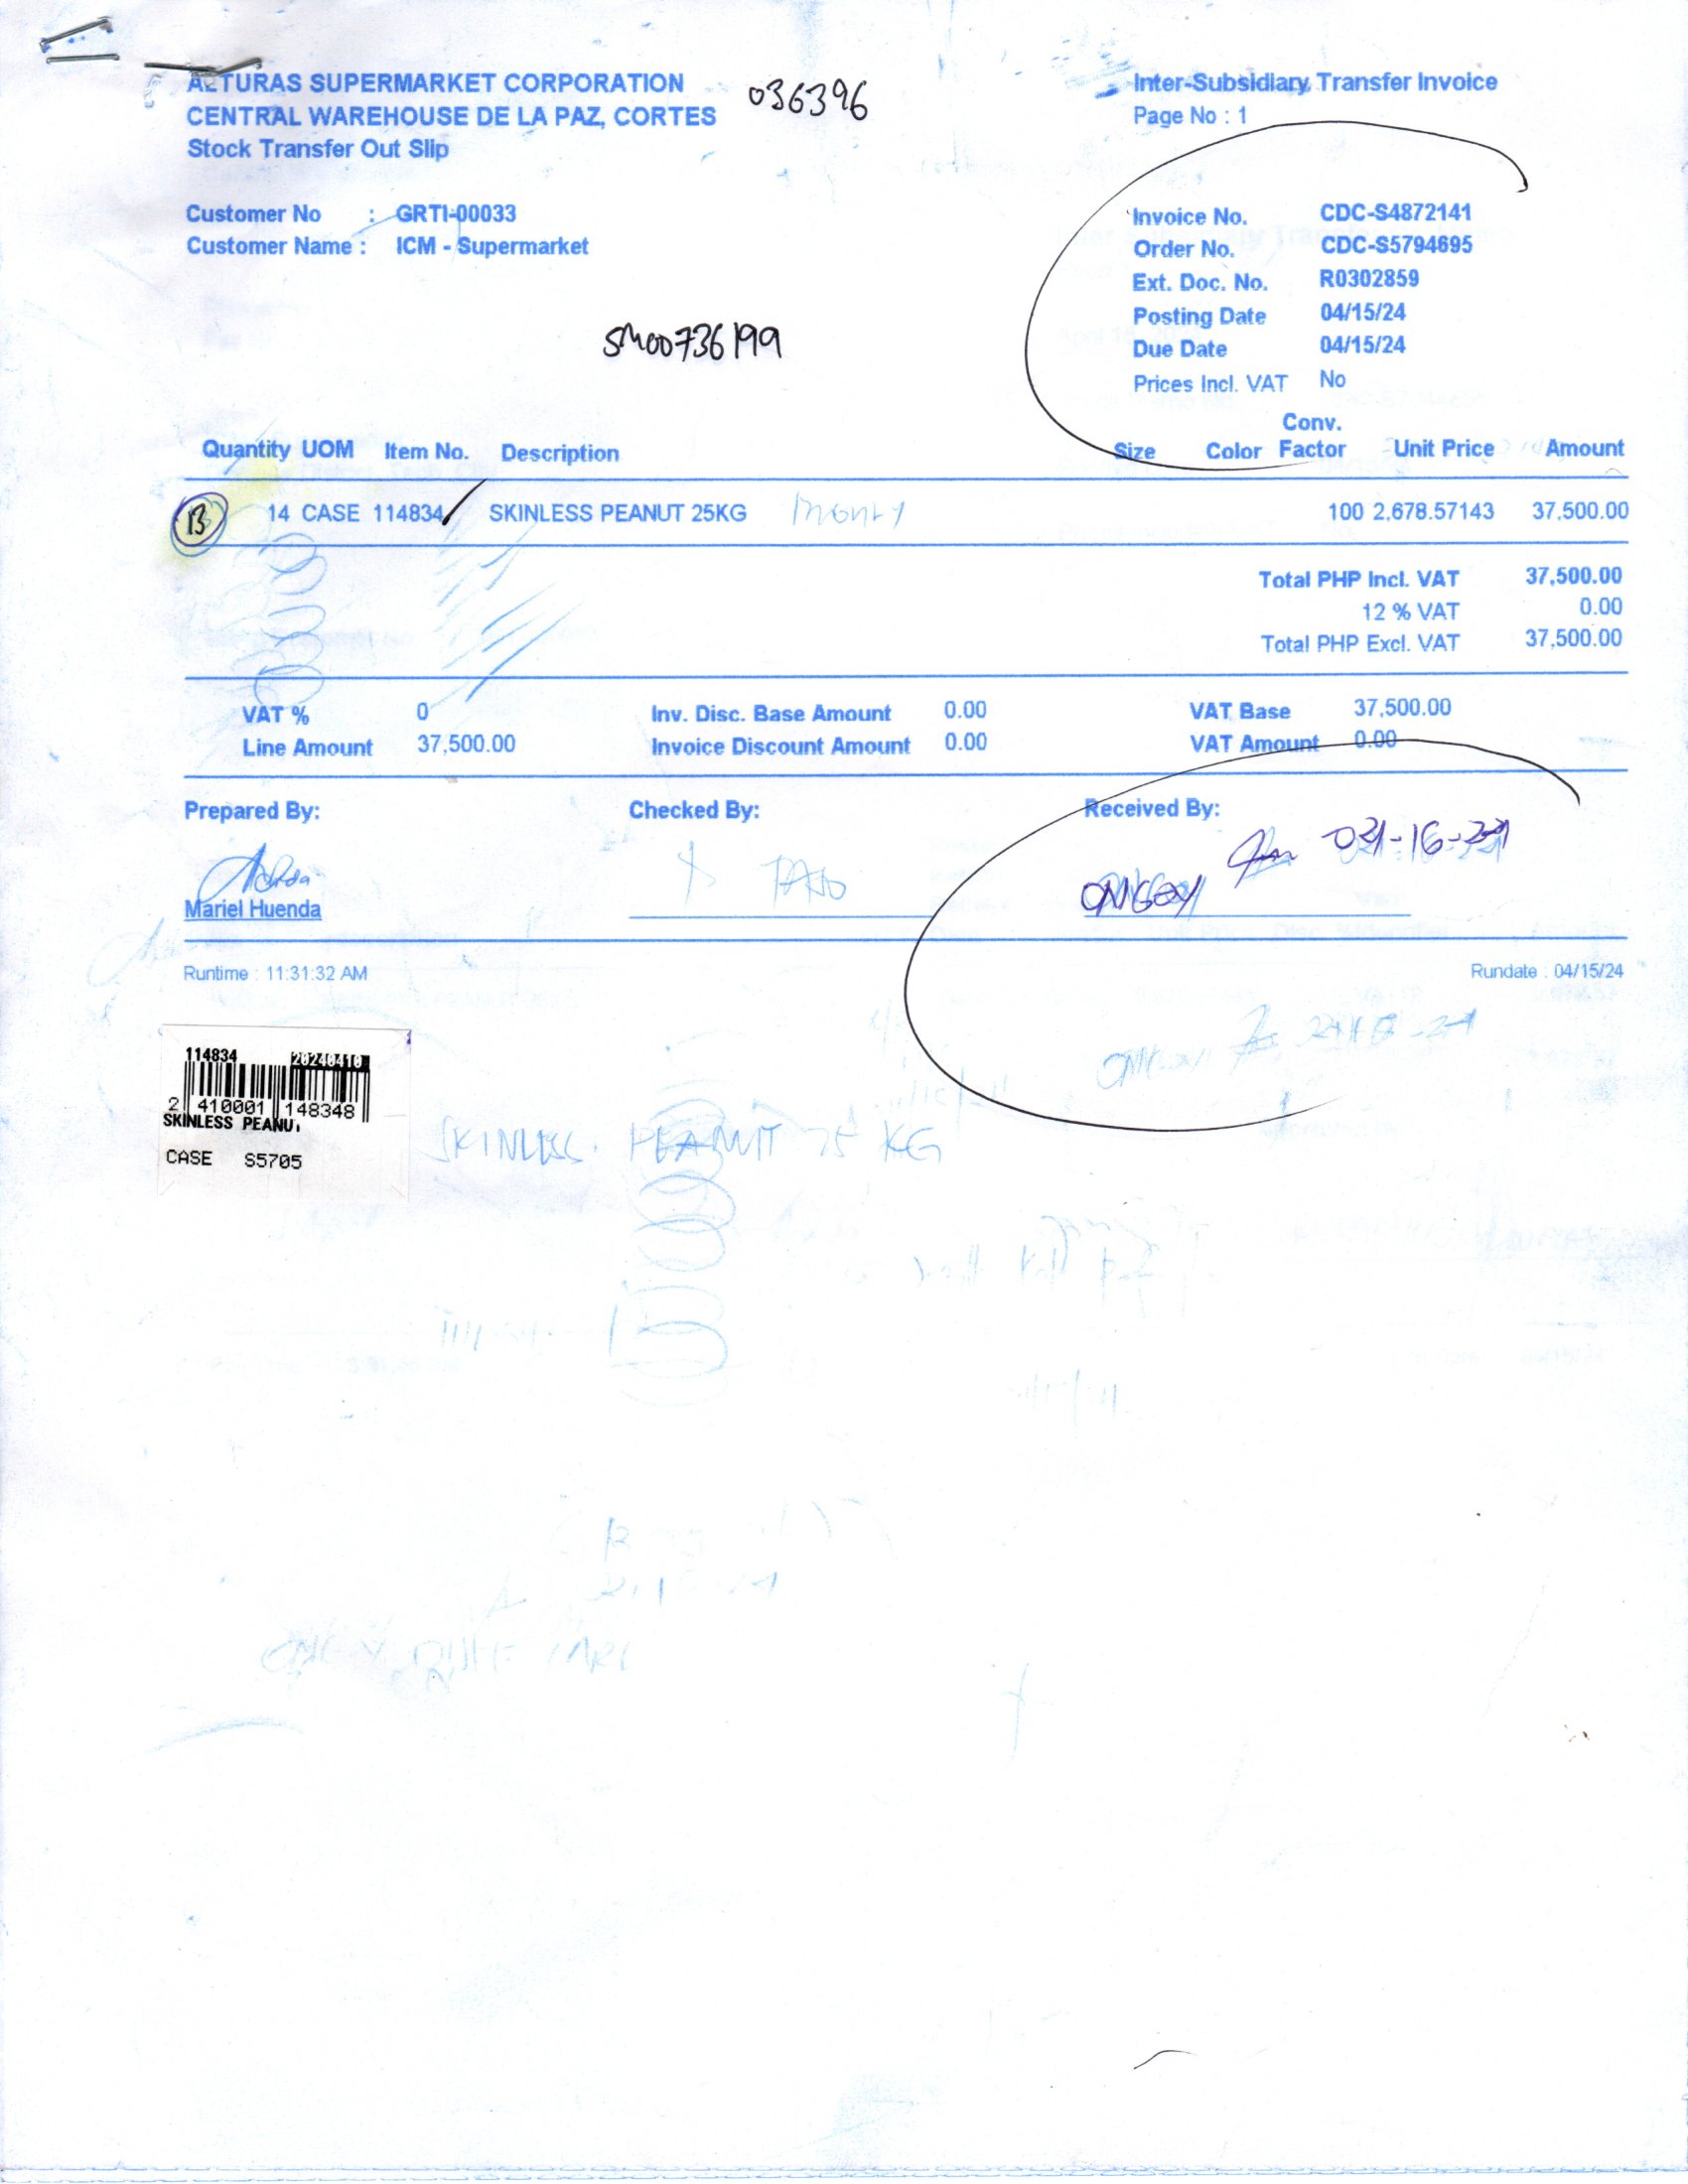 ALTURAS SUPERMARKET CORPORATION
CENTRAL WAREHOUSE DE LA PAZ, CORTES
Stock Transfer Out Slip
036396
Inter-Subsidiary Transfer Invoice
Page No : 1
Customer No : GRTI-00033
Customer Name : ICM - Supermarket
SM00736199
Invoice No. CDC-S4872141
Order No. CDC-S5794695
Ext. Doc. No. R0302859
Posting Date 04/15/24
Due Date 04/15/24
Prices Incl. VAT No
Quantity UOM Item No. Description Size Color Conv. Factor Unit Price Amount
13 14 CASE 114834 SKINLESS PEANUT 25KG 100 2,678.57143 37,500.00
Total PHP Incl. VAT 37,500.00
12 % VAT 0.00
Total PHP Excl. VAT 37,500.00
VAT % 0 Inv. Disc. Base Amount 0.00 VAT Base 37,500.00
Line Amount 37,500.00 Invoice Discount Amount 0.00 VAT Amount 0.00
Prepared By: Checked By: Received By:
Mariel Huenda
Runtime : 11:31:32 AM Rundate : 04/15/24
114834 20240410
2 410001 148348
SKINLESS PEANU
CASE S5705
SKINLESS PEANUT 25 KG